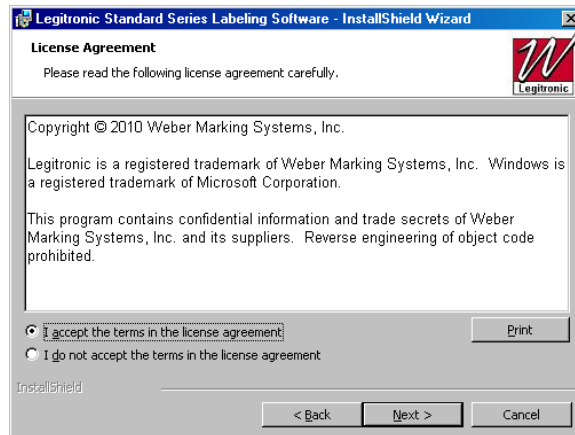 Legitronic Standard Series Labeling Software - InstallShield Wizard
License Agreement
Please read the following license agreement carefully.
Legitronic
Copyright © 2010 Weber Marking Systems, Inc.
Legitronic is a registered trademark of Weber Marking Systems, Inc.  Windows is
a registered trademark of Microsoft Corporation.
This program contains confidential information and trade secrets of Weber
Marking Systems, Inc. and its suppliers.  Reverse engineering of object code
prohibited.
I accept the terms in the license agreement
Print
I do not accept the terms in the license agreement
InstallShield
< Back
Next >
Cancel